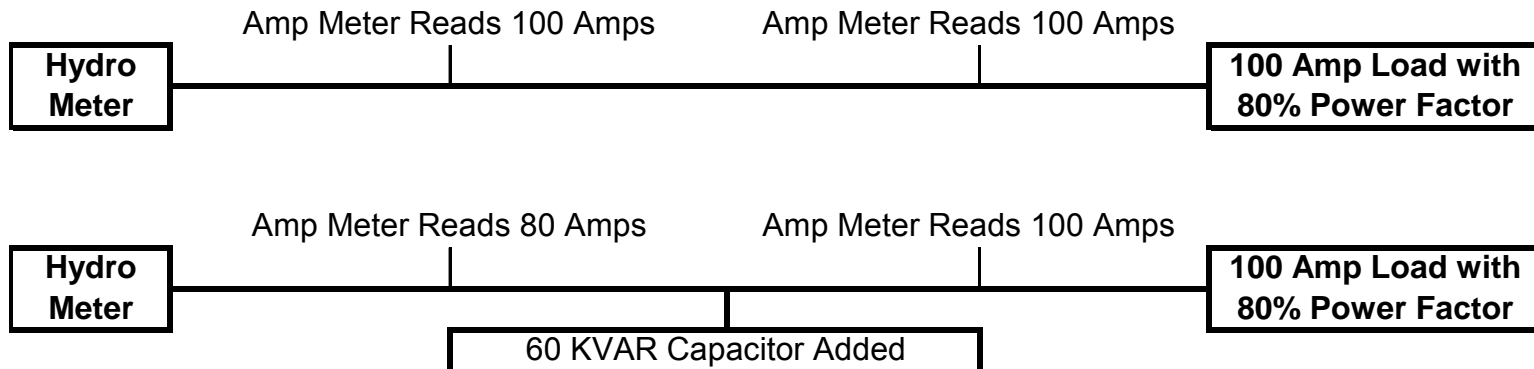 Amp Meter Reads 100 Amps
Amp Meter Reads 100 Amps
Hydro
Meter
100 Amp Load with
80% Power Factor
Amp Meter Reads 80 Amps
Amp Meter Reads 100 Amps
Hydro
Meter
100 Amp Load with
80% Power Factor
60 KVAR Capacitor Added